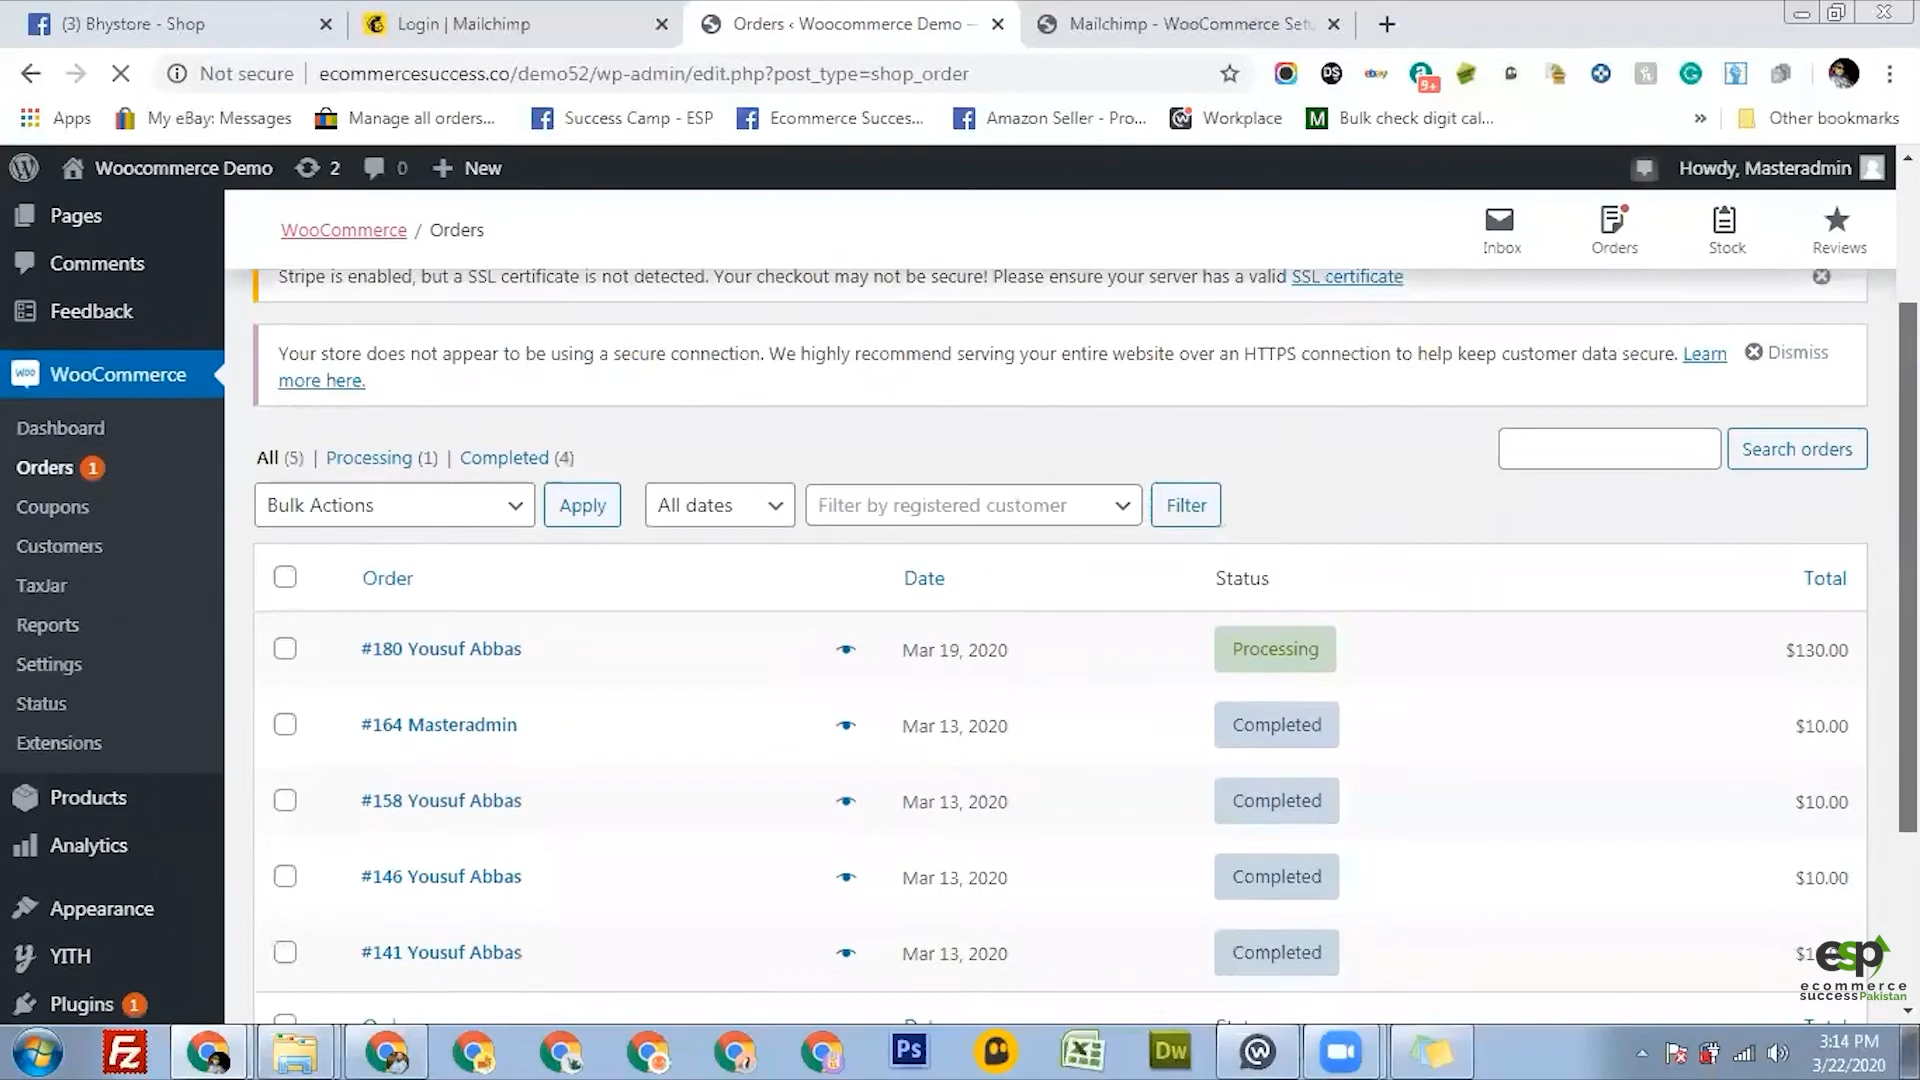 (3) Bhystore - Shop
Login | Mailchimp
Orders ‹ Woocommerce Demo —
Mailchimp - WooCommerce Setu
Not secure
ecommercesuccess.co/demo52/wp-admin/edit.php?post_type=shop_order
9+
Apps
My eBay: Messages
Manage all orders...
Success Camp - ESP
Ecommerce Succes...
Amazon Seller - Pro...
Workplace
Bulk check digit cal...
Other bookmarks
Woocommerce Demo
2
0
New
Howdy, Masteradmin
Pages
Comments
Feedback
WooCommerce
Dashboard
Orders 1
Coupons
Customers
TaxJar
Reports
Settings
Status
Extensions
Products
Analytics
Appearance
YITH
Plugins 1
WooCommerce / Orders
Inbox
Orders
Stock
Reviews
Stripe is enabled, but a SSL certificate is not detected. Your checkout may not be secure! Please ensure your server has a valid SSL certificate
Your store does not appear to be using a secure connection. We highly recommend serving your entire website over an HTTPS connection to help keep customer data secure. Learn
more here.
Dismiss
All (5) | Processing (1) | Completed (4)
Search orders
Bulk Actions
Apply
All dates
Filter by registered customer
Filter
Order Date Status Total
#180 Yousuf Abbas Mar 19, 2020 Processing $130.00
#164 Masteradmin Mar 13, 2020 Completed $10.00
#158 Yousuf Abbas Mar 13, 2020 Completed $10.00
#146 Yousuf Abbas Mar 13, 2020 Completed $10.00
#141 Yousuf Abbas Mar 13, 2020 Completed
esp
ecommerce
successPakistan
Fz
Ps
Dw
3:14 PM
3/22/2020